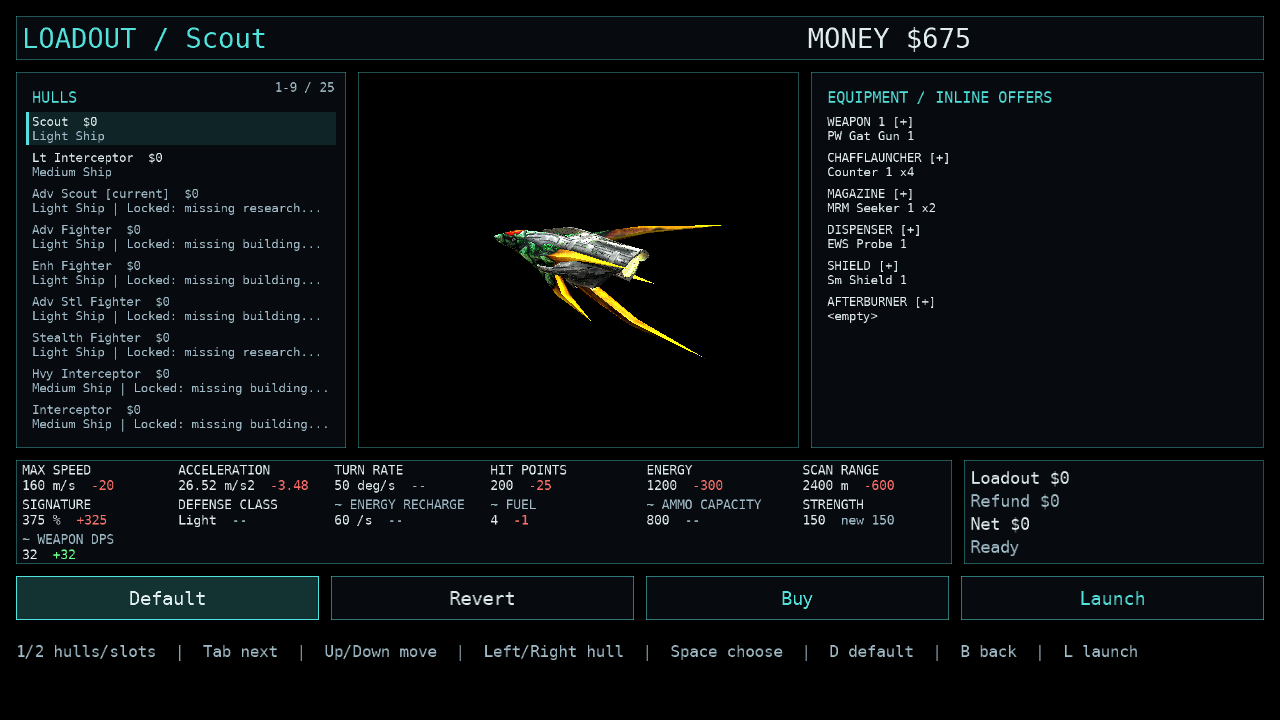 LOADOUT / Scout
MONEY $675
1-9 / 25
HULLS
Scout  $0
Light Ship
Lt Interceptor  $0
Medium Ship
Adv Scout [current]  $0
Light Ship | Locked: missing research...
Adv Fighter  $0
Light Ship | Locked: missing building...
Enh Fighter  $0
Light Ship | Locked: missing building...
Adv Stl Fighter  $0
Light Ship | Locked: missing building...
Stealth Fighter  $0
Light Ship | Locked: missing research...
Hvy Interceptor  $0
Medium Ship | Locked: missing building...
Interceptor  $0
Medium Ship | Locked: missing building...
EQUIPMENT / INLINE OFFERS
WEAPON 1 [+]
PW Gat Gun 1
CHAFFLAUNCHER [+]
Counter 1 x4
MAGAZINE [+]
MRM Seeker 1 x2
DISPENSER [+]
EWS Probe 1
SHIELD [+]
Sm Shield 1
AFTERBURNER [+]
<empty>
MAX SPEED  ACCELERATION  TURN RATE  HIT POINTS  ENERGY  SCAN RANGE
160 m/s  -20  26.52 m/s2  -3.48  50 deg/s  --  200  -25  1200  -300  2400 m  -600
SIGNATURE  DEFENSE CLASS  ~ ENERGY RECHARGE  ~ FUEL  ~ AMMO CAPACITY  STRENGTH
375 %  +325  Light  --  60 /s  --  4  -1  800  --  150  new 150
~ WEAPON DPS
32  +32
Loadout $0
Refund $0
Net $0
Ready
Default  Revert  Buy  Launch
1/2 hulls/slots  |  Tab next  |  Up/Down move  |  Left/Right hull  |  Space choose  |  D default  |  B back  |  L launch